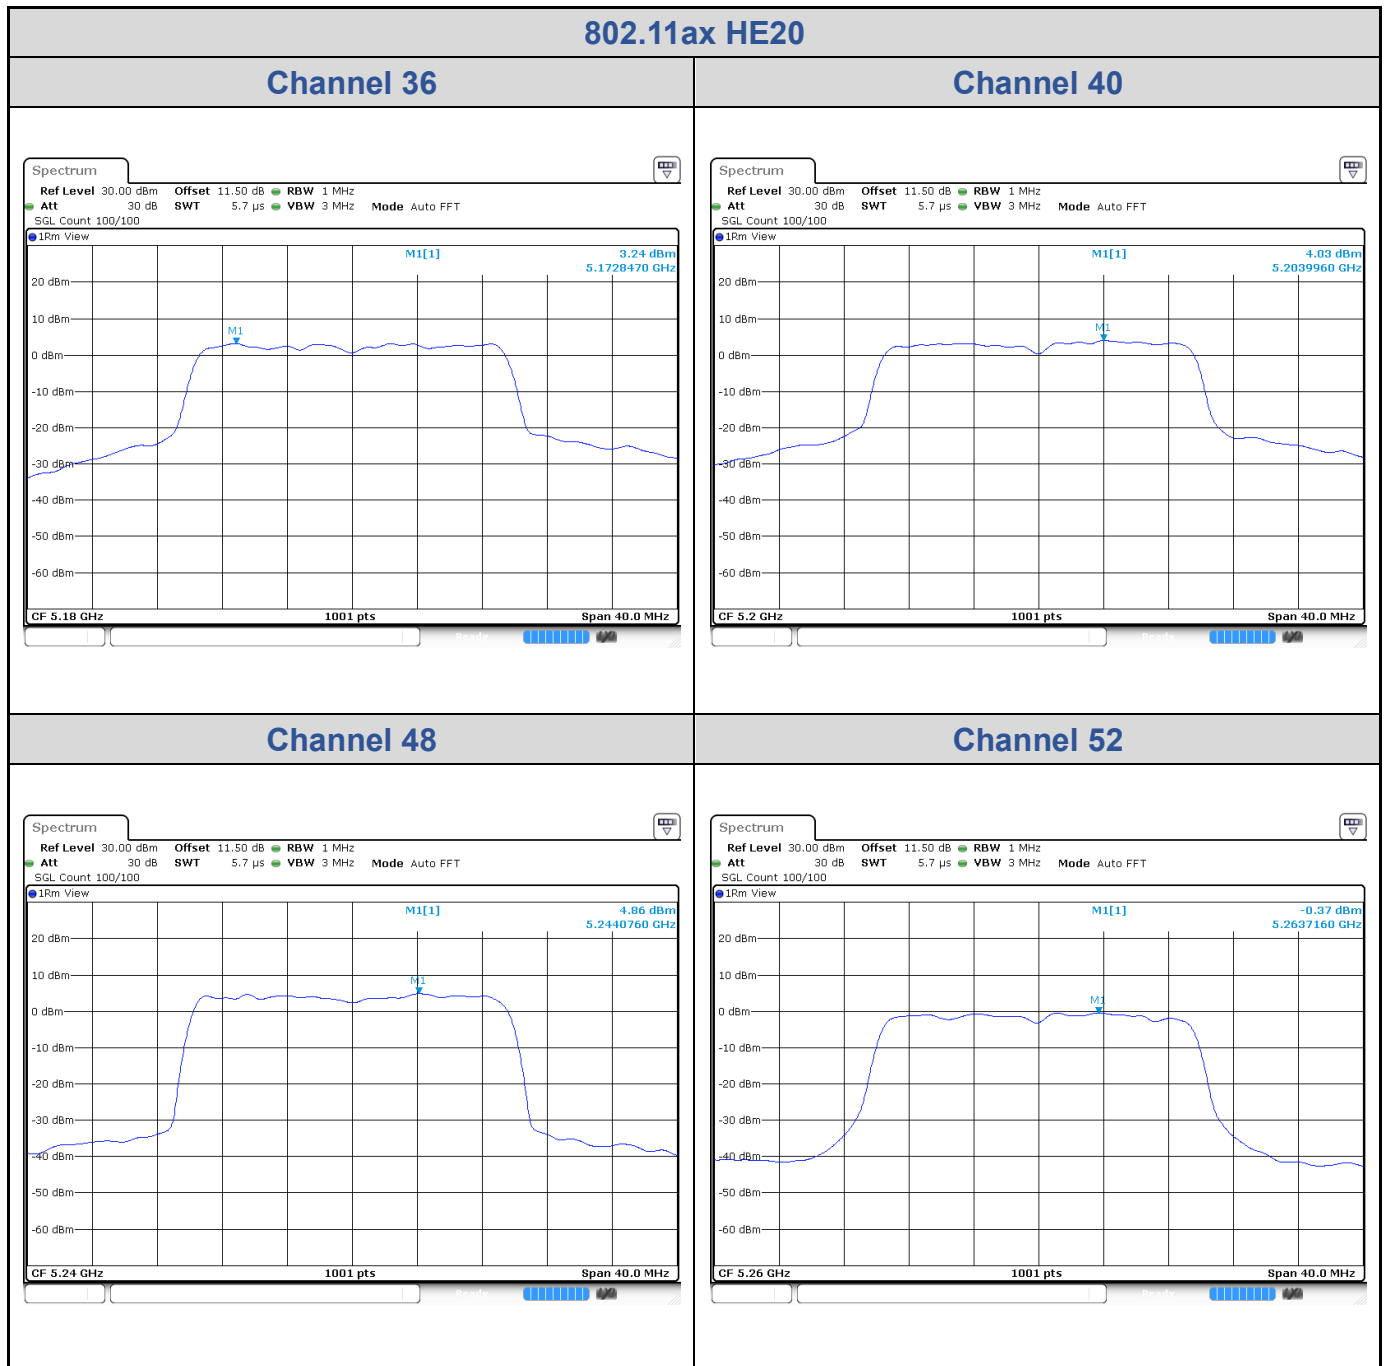 802.11ax HE20
Channel 36
Channel 40
Spectrum
Ref Level 30.00 dBm Offset 11.50 dB RBW 1 MHz
Att 30 dB SWT 5.7 µs VBW 3 MHz Mode Auto FFT
SGL Count 100/100
1Rm View
M1[1] 3.24 dBm
5.1728470 GHz
20 dBm
10 dBm
M1
0 dBm
-10 dBm
-20 dBm
-30 dBm
-40 dBm
-50 dBm
-60 dBm
CF 5.18 GHz 1001 pts Span 40.0 MHz
Ready
Spectrum
Ref Level 30.00 dBm Offset 11.50 dB RBW 1 MHz
Att 30 dB SWT 5.7 µs VBW 3 MHz Mode Auto FFT
SGL Count 100/100
1Rm View
M1[1] 4.03 dBm
5.2039960 GHz
20 dBm
10 dBm
M1
0 dBm
-10 dBm
-20 dBm
-30 dBm
-40 dBm
-50 dBm
-60 dBm
CF 5.2 GHz 1001 pts Span 40.0 MHz
Ready
Channel 48
Channel 52
Spectrum
Ref Level 30.00 dBm Offset 11.50 dB RBW 1 MHz
Att 30 dB SWT 5.7 µs VBW 3 MHz Mode Auto FFT
SGL Count 100/100
1Rm View
M1[1] 4.86 dBm
5.2440760 GHz
20 dBm
10 dBm
M1
0 dBm
-10 dBm
-20 dBm
-30 dBm
-40 dBm
-50 dBm
-60 dBm
CF 5.24 GHz 1001 pts Span 40.0 MHz
Ready
Spectrum
Ref Level 30.00 dBm Offset 11.50 dB RBW 1 MHz
Att 30 dB SWT 5.7 µs VBW 3 MHz Mode Auto FFT
SGL Count 100/100
1Rm View
M1[1] -0.37 dBm
5.2637160 GHz
20 dBm
10 dBm
M1
0 dBm
-10 dBm
-20 dBm
-30 dBm
-40 dBm
-50 dBm
-60 dBm
CF 5.26 GHz 1001 pts Span 40.0 MHz
Ready